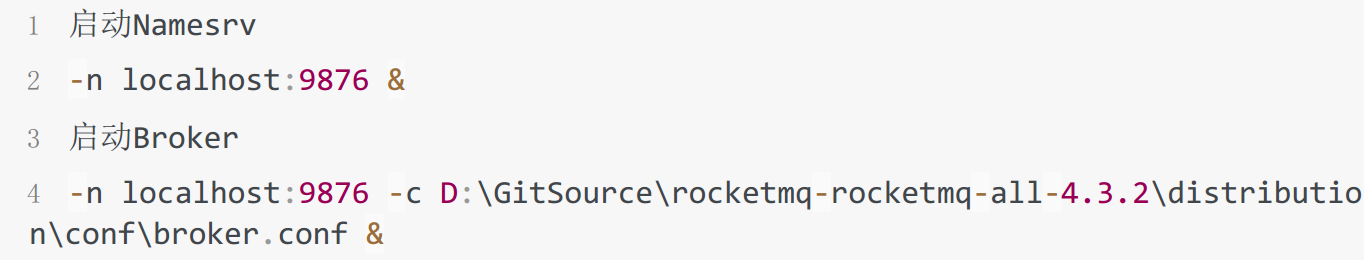 1 启动Namesrv
2 -n localhost:9876 &
3 启动Broker
4 -n localhost:9876 -c D:\GitSource\rocketmq-rocketmq-all-4.3.2\distributio
n\conf\broker.conf &